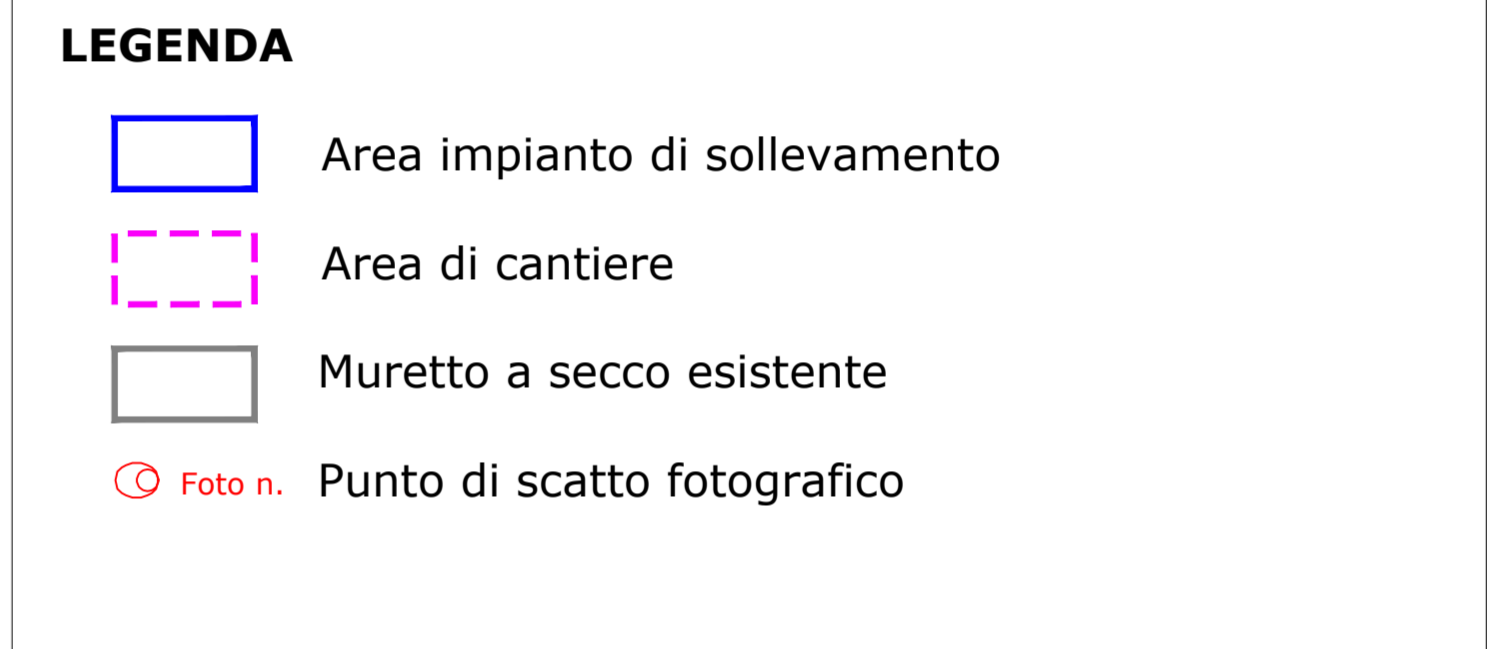 LEGENDA
Area impianto di sollevamento
Area di cantiere
Muretto a secco esistente
Foto n. Punto di scatto fotografico